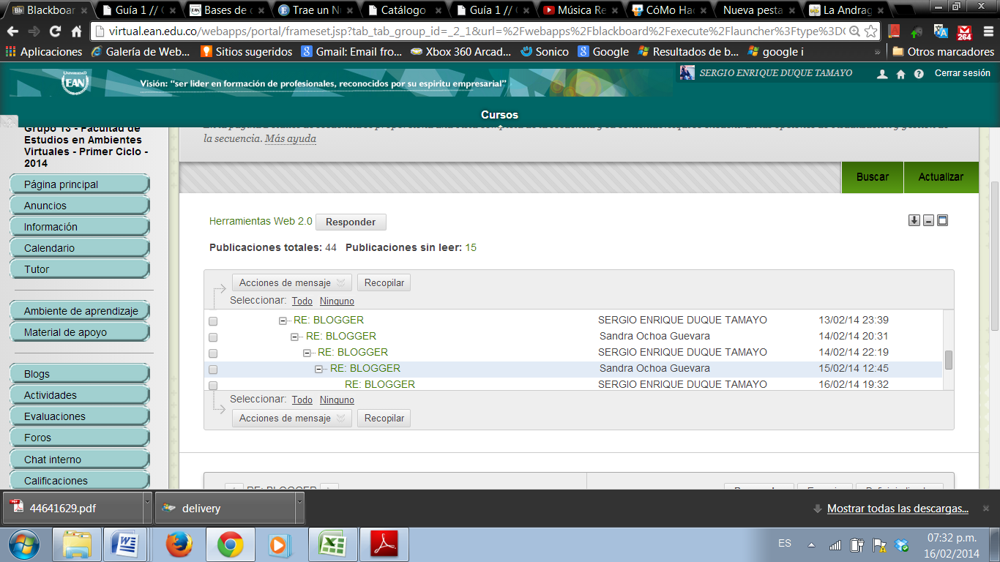 Blackboar
Guía 1 // C
Bases de d
Trae un Nu
Catálogo
Guía 1 // C
Música Re
CóMo Hac
Nueva pesta
La Andrag
virtual.ean.edu.co/webapps/portal/frameset.jsp?tab_tab_group_id=_2_1&url=%2Fwebapps%2Fblackboard%2Fexecute%2Flauncher%3Ftype%3DC
264
Aplicaciones
Galería de Web...
Sitios sugeridos
Gmail: Email fro...
Xbox 360 Arcad...
Sonico
Google
Resultados de b...
google i
»
Otros marcadores
UNIVERSIDAD
EAN
Visión: “ser lider en formación de profesionales, reconocidos por su espiritu empresarial”
SERGIO ENRIQUE DUQUE TAMAYO
Cerrar sesión
Cursos
Grupo 13 - Facultad de
Estudios en Ambientes
Virtuales - Primer Ciclo -
2014
Página principal
Anuncios
Información
Calendario
Tutor
Ambiente de aprendizaje
Material de apoyo
Blogs
Actividades
Evaluaciones
Foros
Chat interno
Calificaciones
la secuencia. Más ayuda
Buscar
Actualizar
Herramientas Web 2.0 Responder
Publicaciones totales: 44 Publicaciones sin leer: 15
Acciones de mensaje Recopilar
Seleccionar: Todo Ninguno
RE: BLOGGER SERGIO ENRIQUE DUQUE TAMAYO 13/02/14 23:39
RE: BLOGGER Sandra Ochoa Guevara 14/02/14 20:31
RE: BLOGGER SERGIO ENRIQUE DUQUE TAMAYO 14/02/14 22:19
RE: BLOGGER Sandra Ochoa Guevara 15/02/14 12:45
RE: BLOGGER SERGIO ENRIQUE DUQUE TAMAYO 16/02/14 19:32
Seleccionar: Todo Ninguno
Acciones de mensaje Recopilar
RE: BLOGGER
44641629.pdf
delivery
Mostrar todas las descargas...
ES
07:32 p.m.
16/02/2014